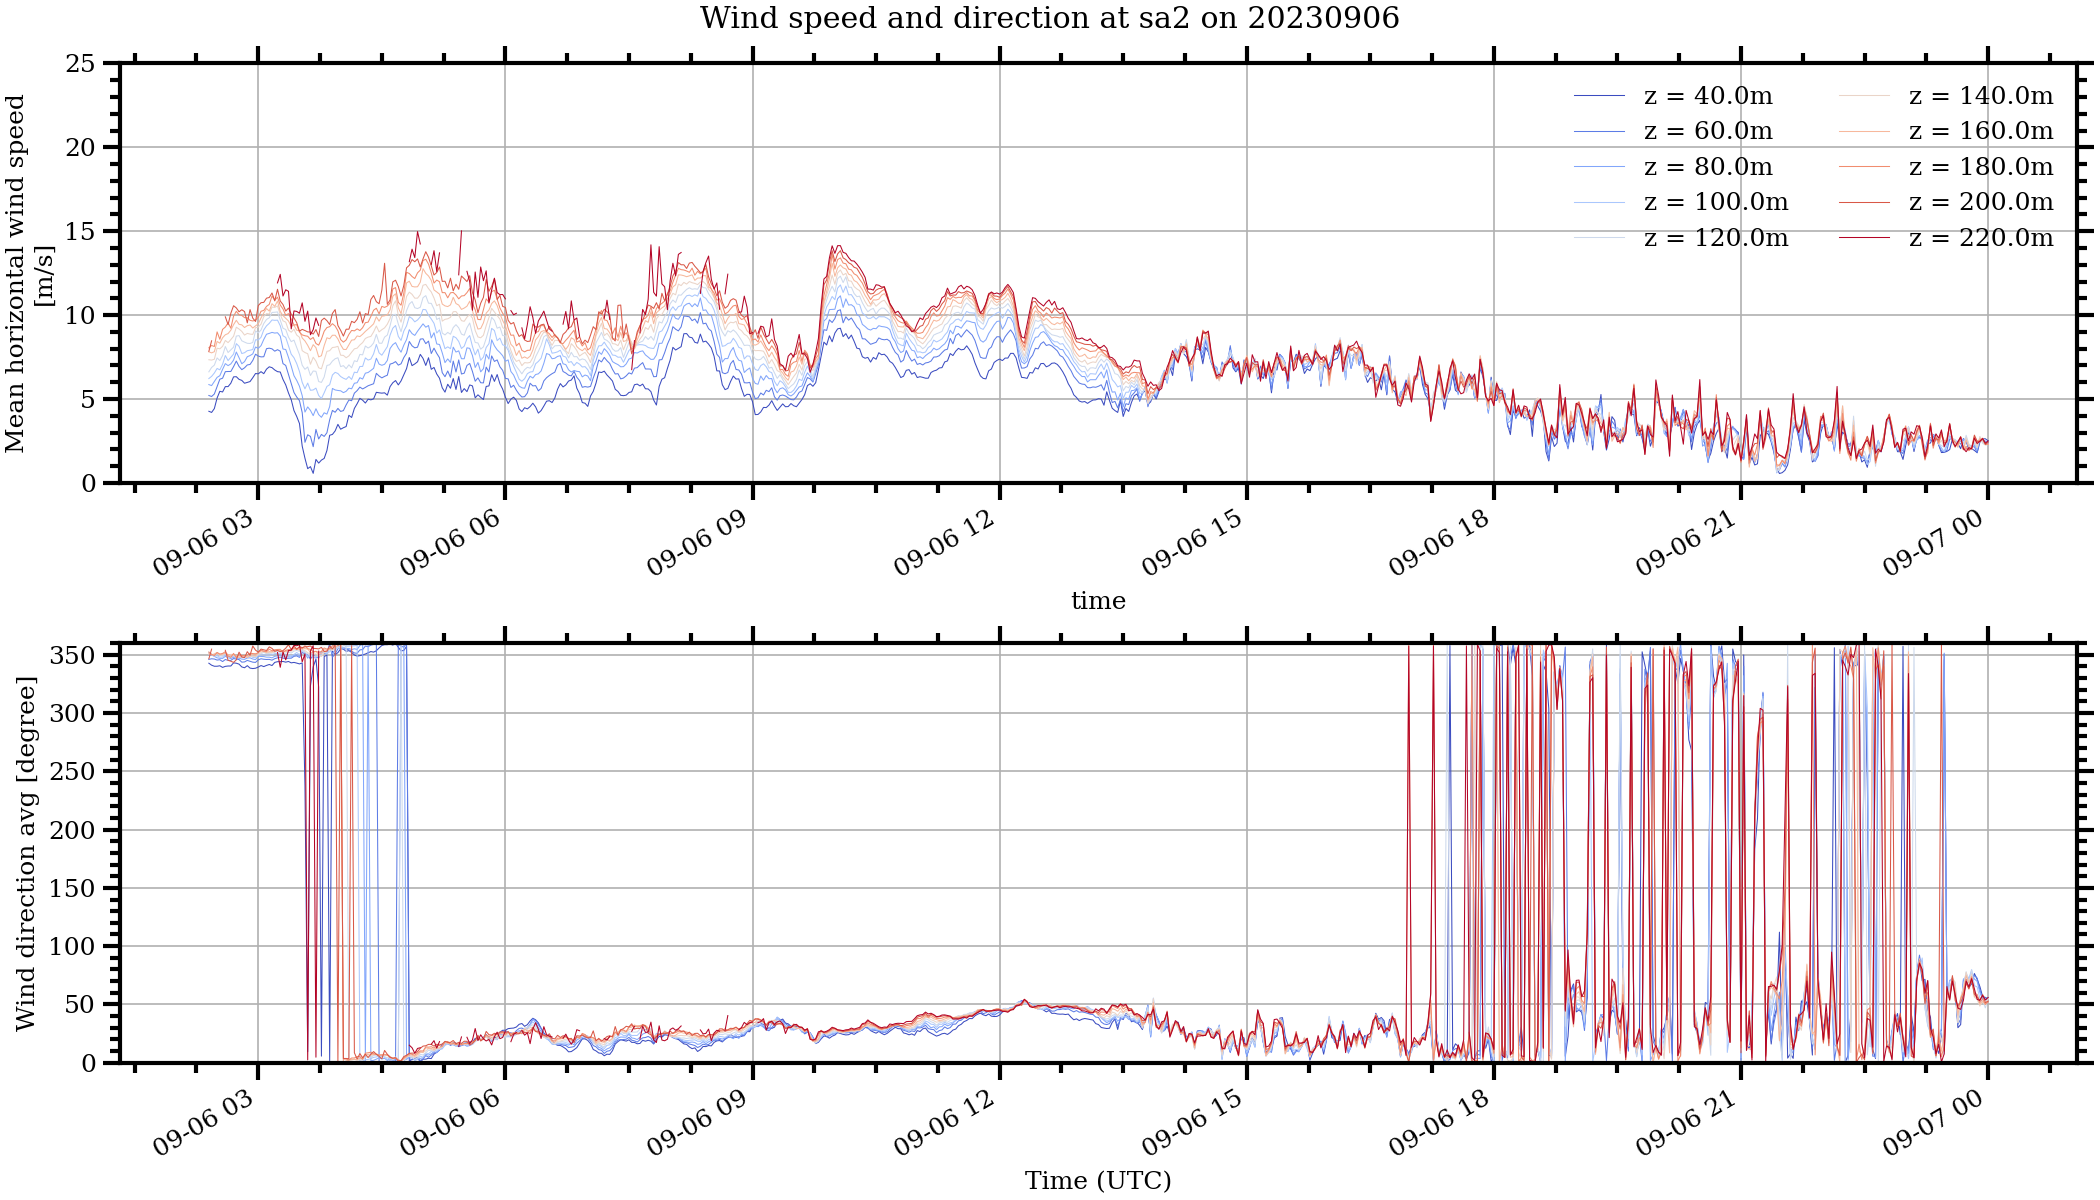 Wind speed and direction at sa2 on 20230906
Mean horizontal wind speed
[m/s]
25
20
15
10
5
0
z = 40.0m
z = 60.0m
z = 80.0m
z = 100.0m
z = 120.0m
z = 140.0m
z = 160.0m
z = 180.0m
z = 200.0m
z = 220.0m
09-06 03
09-06 06
09-06 09
09-06 12
09-06 15
09-06 18
09-06 21
09-07 00
time
Wind direction avg [degree]
350
300
250
200
150
100
50
0
09-06 03
09-06 06
09-06 09
09-06 12
09-06 15
09-06 18
09-06 21
09-07 00
Time (UTC)